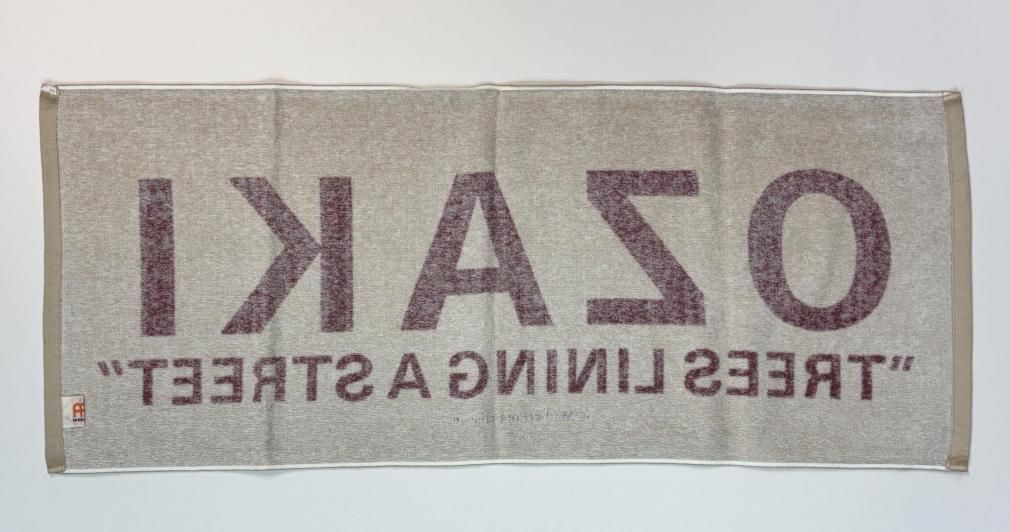 OZAKI
"TREES LINING A STREET"